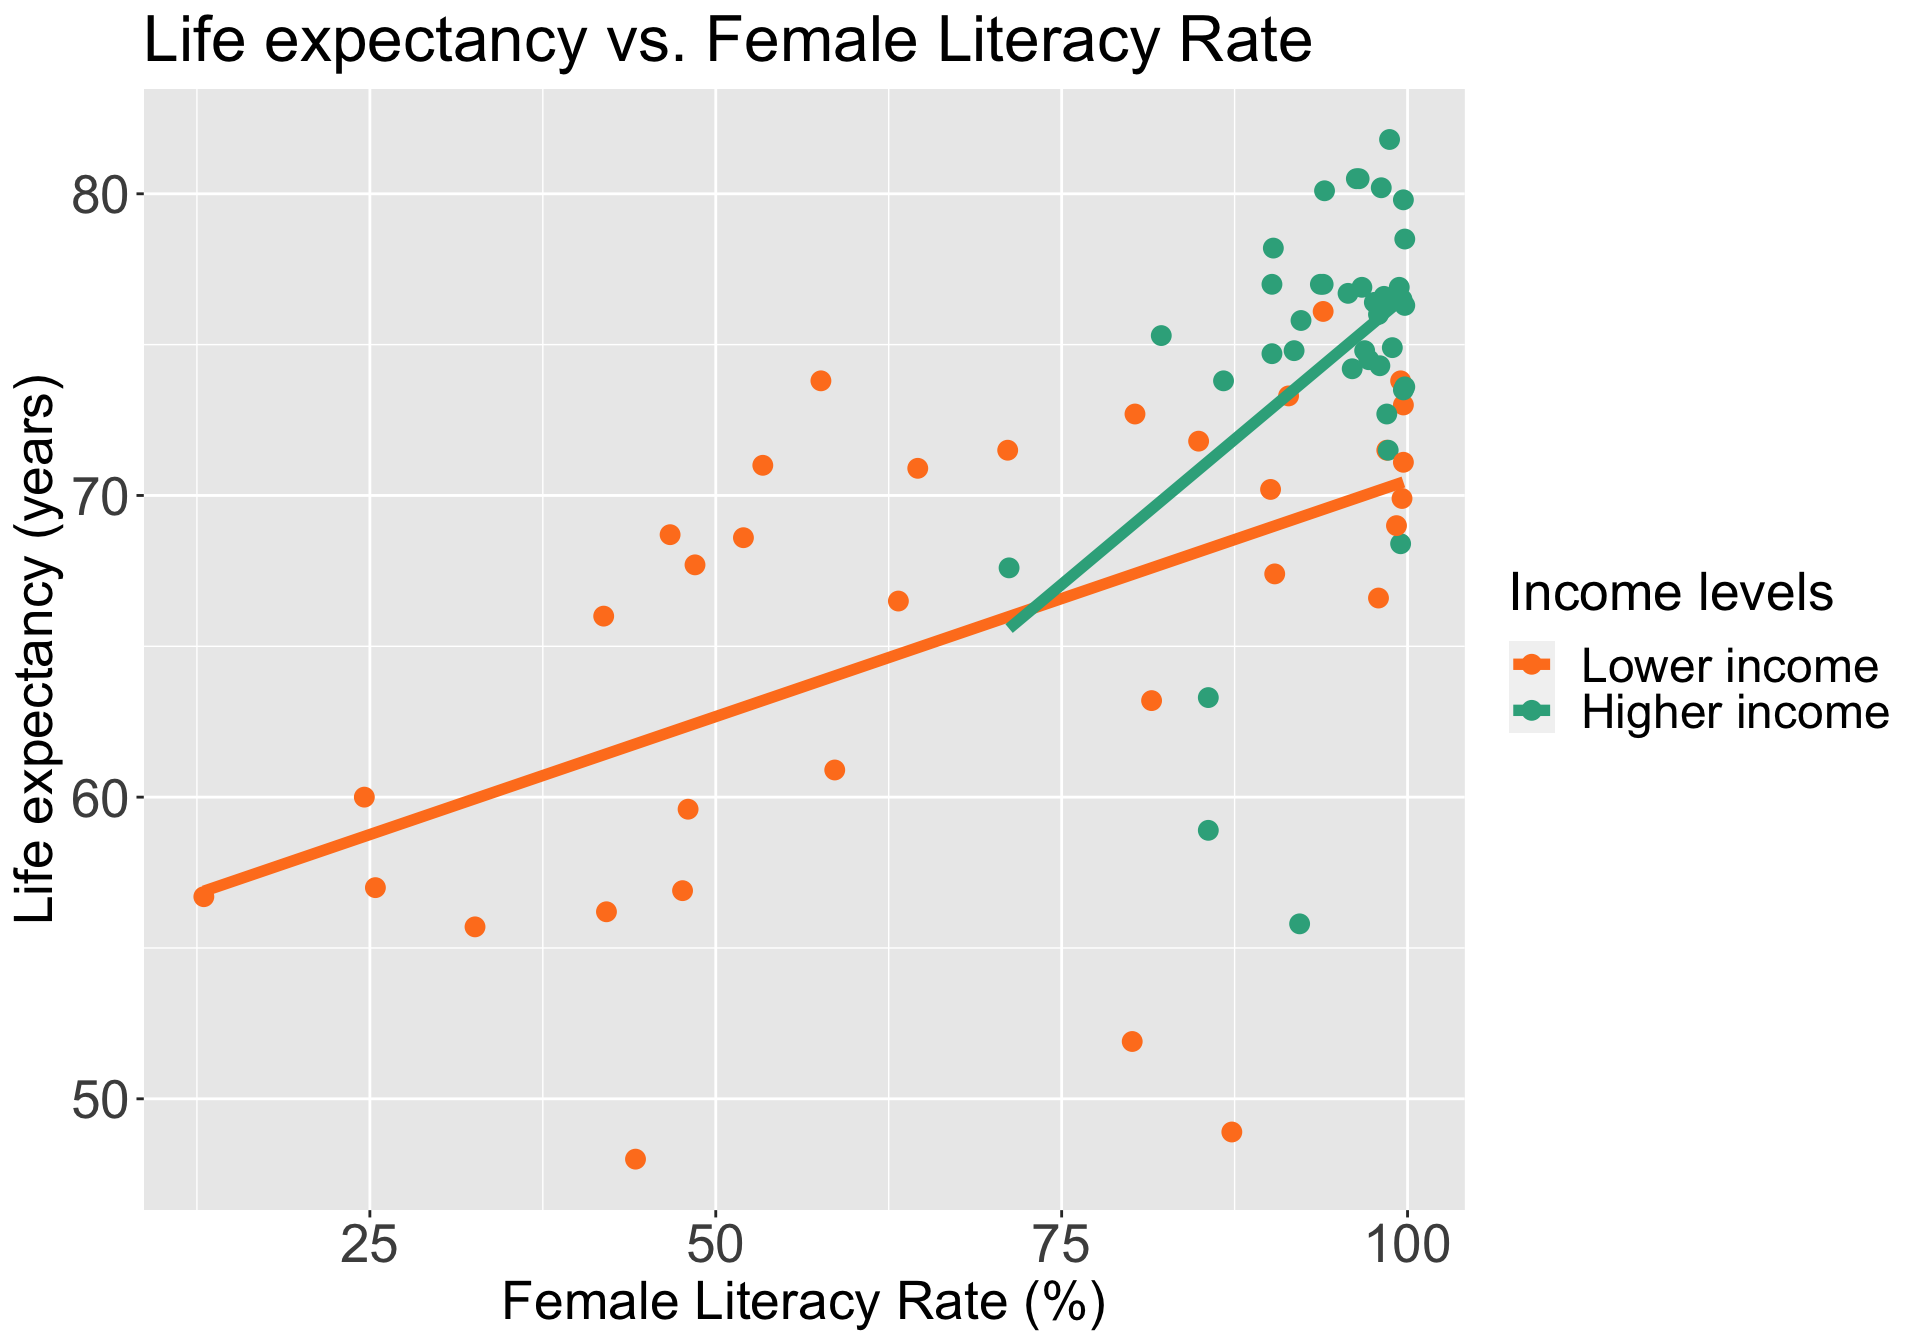 Life expectancy vs. Female Literacy Rate
Life expectancy (years)
80
70
60
50
25 50 75 100
Female Literacy Rate (%)
Income levels
Lower income
Higher income